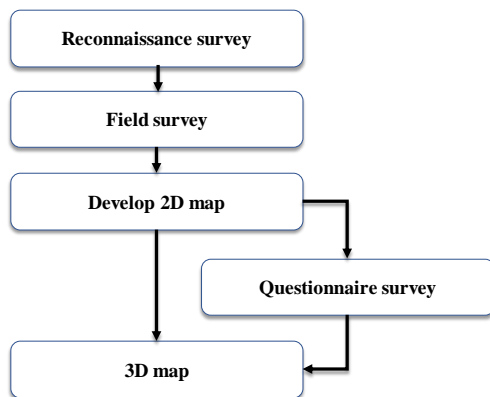 Reconnaissance survey
Field survey
Develop 2D map
Questionnaire survey
3D map